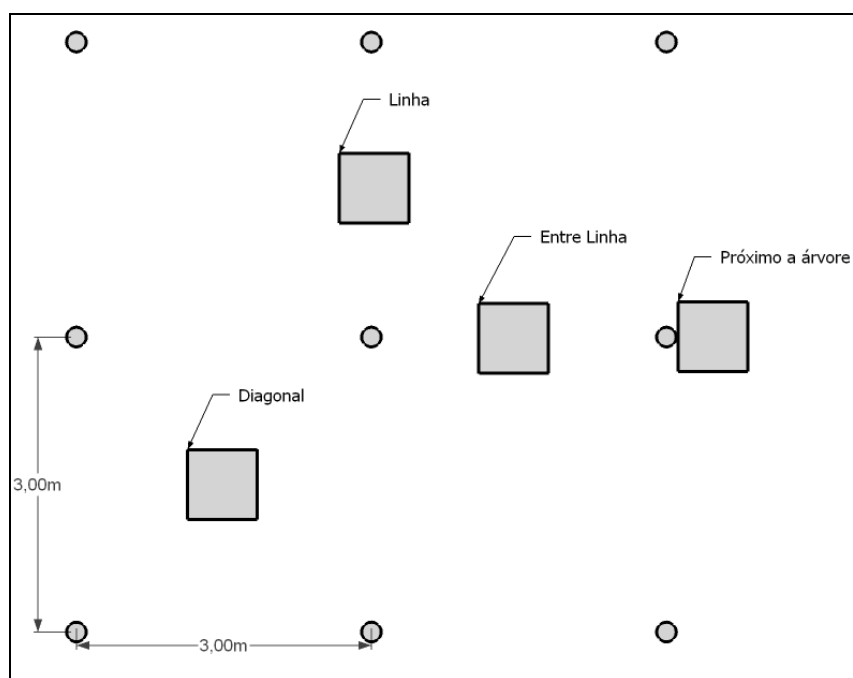 Linha
Entre Linha
Próximo a árvore
Diagonal
3,00m
3,00m